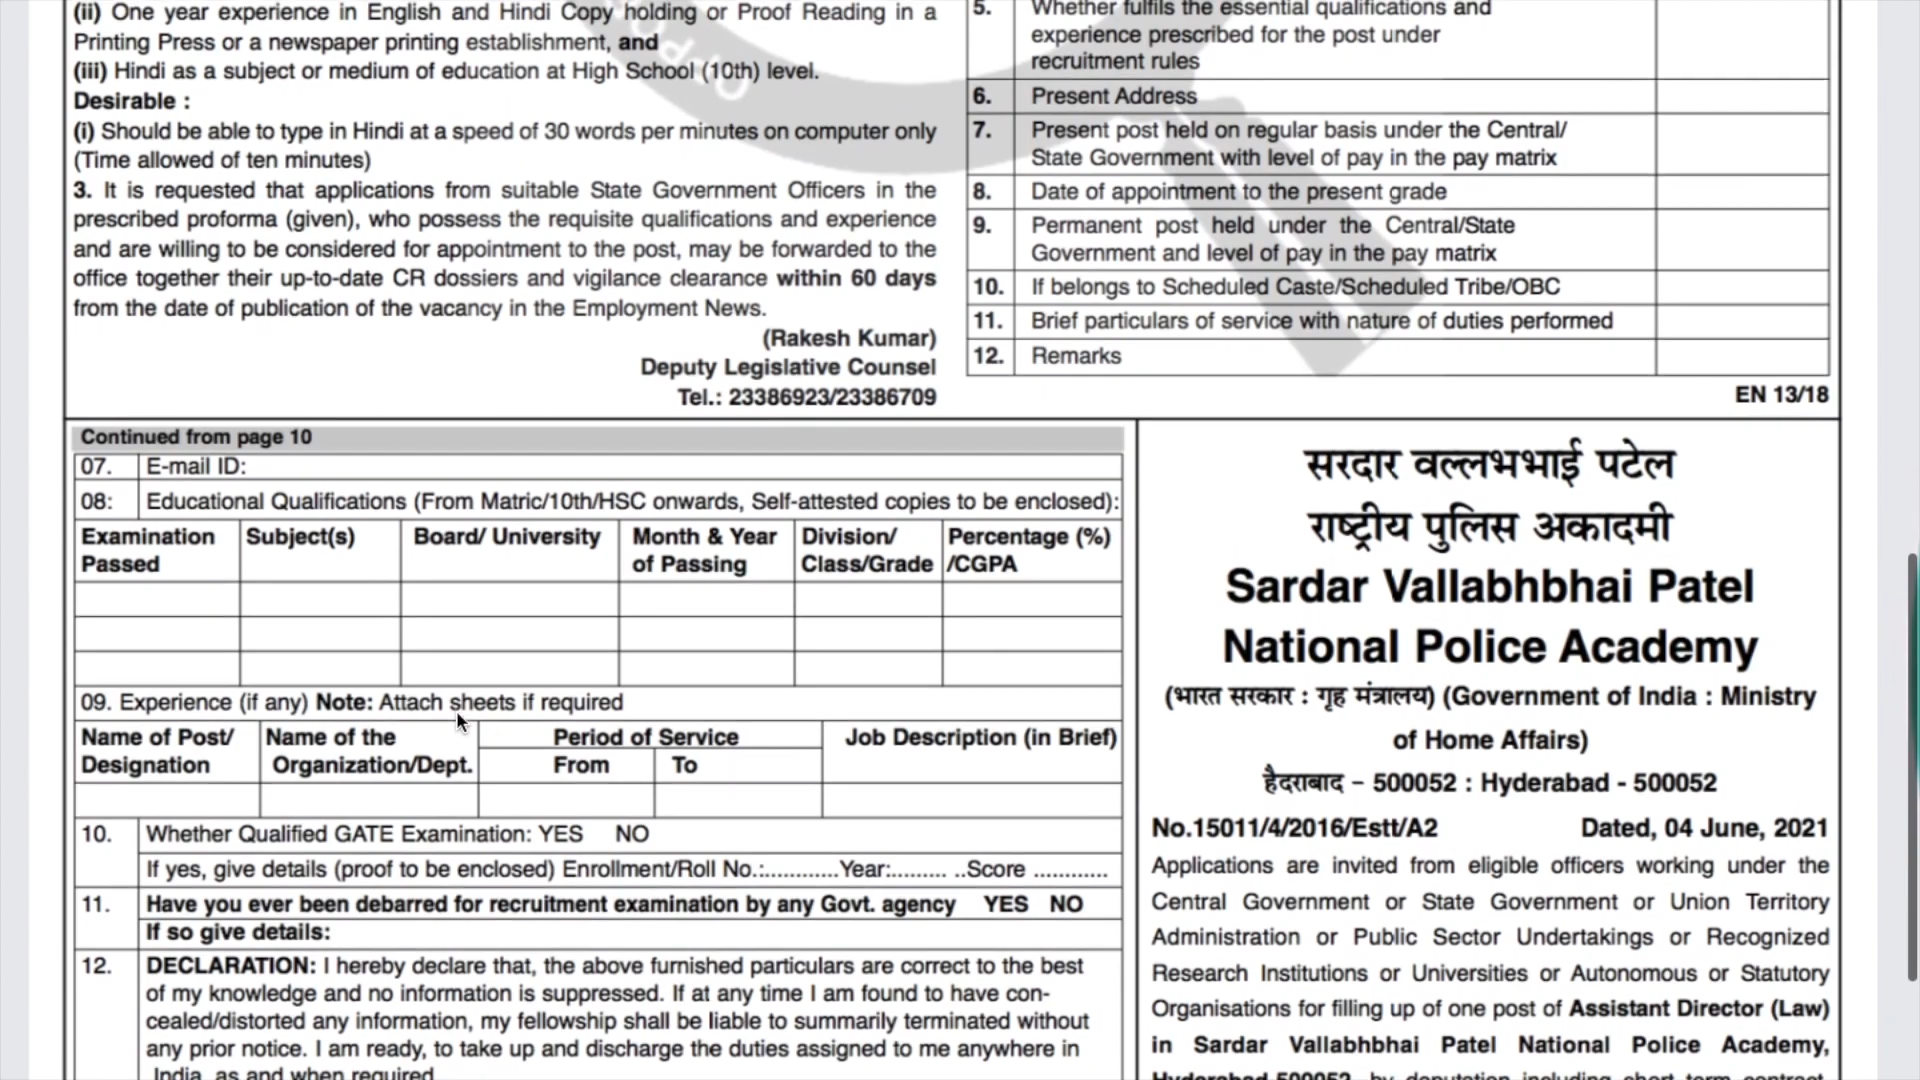 (ii) One year experience in English and Hindi Copy holding or Proof Reading in a
Printing Press or a newspaper printing establishment, and
(iii) Hindi as a subject or medium of education at High School (10th) level.
Desirable :
(i) Should be able to type in Hindi at a speed of 30 words per minutes on computer only
(Time allowed of ten minutes)
3. It is requested that applications from suitable State Government Officers in the
prescribed proforma (given), who possess the requisite qualifications and experience
and are willing to be considered for appointment to the post, may be forwarded to the
office together their up-to-date CR dossiers and vigilance clearance within 60 days
from the date of publication of the vacancy in the Employment News.
(Rakesh Kumar)
Deputy Legislative Counsel
Tel.: 23386923/23386709
5. Whether fulfils the essential qualifications and
experience prescribed for the post under
recruitment rules
6. Present Address
7. Present post held on regular basis under the Central/
State Government with level of pay in the pay matrix
8. Date of appointment to the present grade
9. Permanent post held under the Central/State
Government and level of pay in the pay matrix
10. If belongs to Scheduled Caste/Scheduled Tribe/OBC
11. Brief particulars of service with nature of duties performed
12. Remarks
EN 13/18
Continued from page 10
07. E-mail ID:
08: Educational Qualifications (From Matric/10th/HSC onwards, Self-attested copies to be enclosed):
Examination Subject(s) Board/ University Month & Year Division/ Percentage (%)
Passed of Passing Class/Grade /CGPA
09. Experience (if any) Note: Attach sheets if required
Name of Post/ Name of the Period of Service Job Description (in Brief)
Designation Organization/Dept. From To
10. Whether Qualified GATE Examination: YES NO
If yes, give details (proof to be enclosed) Enrollment/Roll No.:............Year:......... ..Score ............
11. Have you ever been debarred for recruitment examination by any Govt. agency YES NO
If so give details:
12. DECLARATION: I hereby declare that, the above furnished particulars are correct to the best
of my knowledge and no information is suppressed. If at any time I am found to have con-
cealed/distorted any information, my fellowship shall be liable to summarily terminated without
any prior notice. I am ready, to take up and discharge the duties assigned to me anywhere in
India, as and when required
सरदार वल्लभभाई पटेल
राष्ट्रीय पुलिस अकादमी
Sardar Vallabhbhai Patel
National Police Academy
(भारत सरकार : गृह मंत्रालय) (Government of India : Ministry
of Home Affairs)
हैदराबाद – 500052 : Hyderabad - 500052
No.15011/4/2016/Estt/A2 Dated, 04 June, 2021
Applications are invited from eligible officers working under the
Central Government or State Government or Union Territory
Administration or Public Sector Undertakings or Recognized
Research Institutions or Universities or Autonomous or Statutory
Organisations for filling up of one post of Assistant Director (Law)
in Sardar Vallabhbhai Patel National Police Academy,
Hyderabad-500052, by deputation including short term contract.